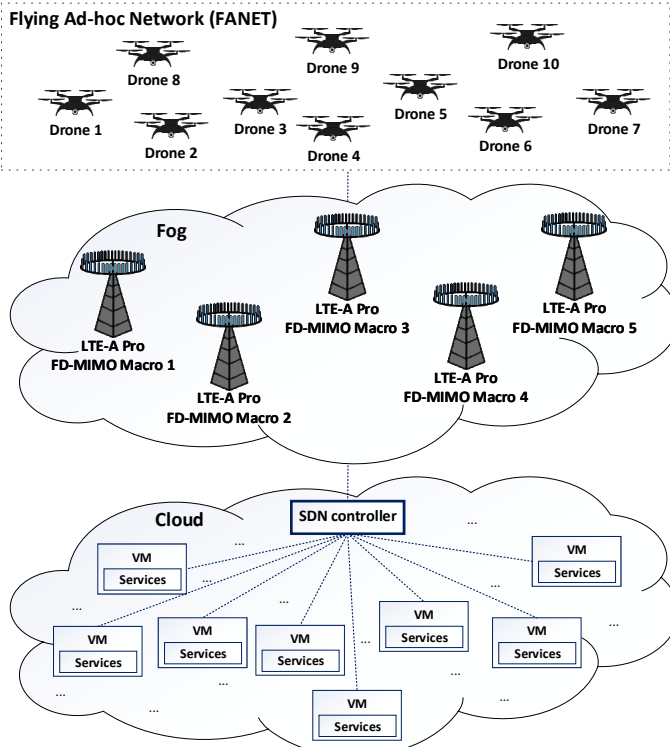 Flying Ad-hoc Network (FANET)
Drone 8
Drone 9
Drone 10
Drone 1
Drone 2
Drone 3
Drone 4
Drone 5
Drone 6
Drone 7
Fog
LTE-A Pro
FD-MIMO Macro 1
LTE-A Pro
FD-MIMO Macro 2
LTE-A Pro
FD-MIMO Macro 3
LTE-A Pro
FD-MIMO Macro 4
LTE-A Pro
FD-MIMO Macro 5
Cloud
SDN controller
...
...
VM
Services
...
...
VM
Services
...
...
VM
Services
VM
Services
VM
Services
...
VM
Services
VM
Services
...
...
...
...
...
VM
Services
...
...